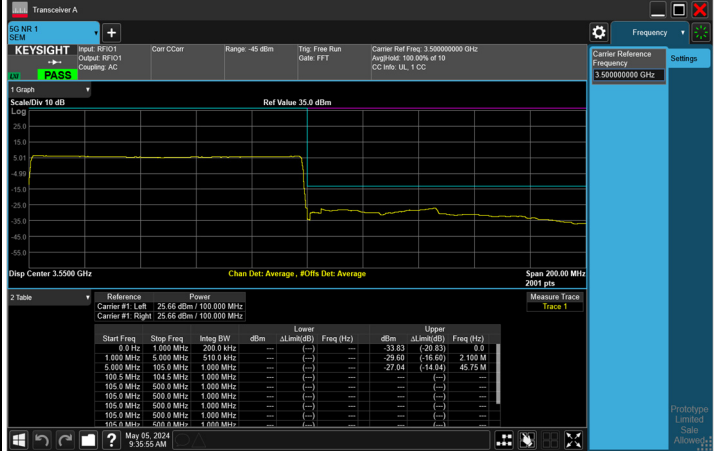 Transceiver A
5G NR 1
SEM
Frequency
KEYSIGHT
Input: RFIO1
Output: RFIO1
Coupling: AC
Corr CCorr
Range: -45 dBm
Trig: Free Run
Gate: FFT
Carrier Ref Freq: 3.500000000 GHz
Avg|Hold: 100.00% of 10
CC Info: UL, 1 CC
PASS
Carrier Reference
Frequency
3.500000000 GHz
Settings
1 Graph
Scale/Div 10 dB
Ref Value 35.0 dBm
Log
25.0
15.0
5.01
-4.99
-15.0
-25.0
-35.0
-45.0
-55.0
Disp Center 3.5500 GHz
Chan Det: Average , #Offs Det: Average
Span 200.00 MHz
2001 pts
2 Table
Reference Power
Carrier #1: Left 25.66 dBm / 100.000 MHz
Carrier #1: Right 25.66 dBm / 100.000 MHz
Measure Trace
Trace 1
Lower Upper
Start Freq Stop Freq Integ BW dBm ΔLimit(dB) Freq (Hz) dBm ΔLimit(dB) Freq (Hz)
0.0 Hz 1.000 MHz 200.0 kHz --- (---) --- -33.83 (-20.83) 0.0
1.000 MHz 5.000 MHz 510.0 kHz --- (---) --- -29.60 (-16.60) 2.100 M
5.000 MHz 105.0 MHz 1.000 MHz --- (---) --- -27.04 (-14.04) 45.75 M
100.5 MHz 104.5 MHz 1.000 MHz --- (---) --- --- (---) ---
105.0 MHz 500.0 MHz 1.000 MHz --- (---) --- --- (---) ---
105.0 MHz 500.0 MHz 1.000 MHz --- (---) --- --- (---) ---
105.0 MHz 500.0 MHz 1.000 MHz --- (---) --- --- (---) ---
105.0 MHz 500.0 MHz 1.000 MHz --- (---) --- --- (---) ---
105.0 MHz 500.0 MHz 1.000 MHz --- (---) --- --- (---) ---
May 05, 2024
9:35:55 AM
Prototype
Limited
Sale
Allowed